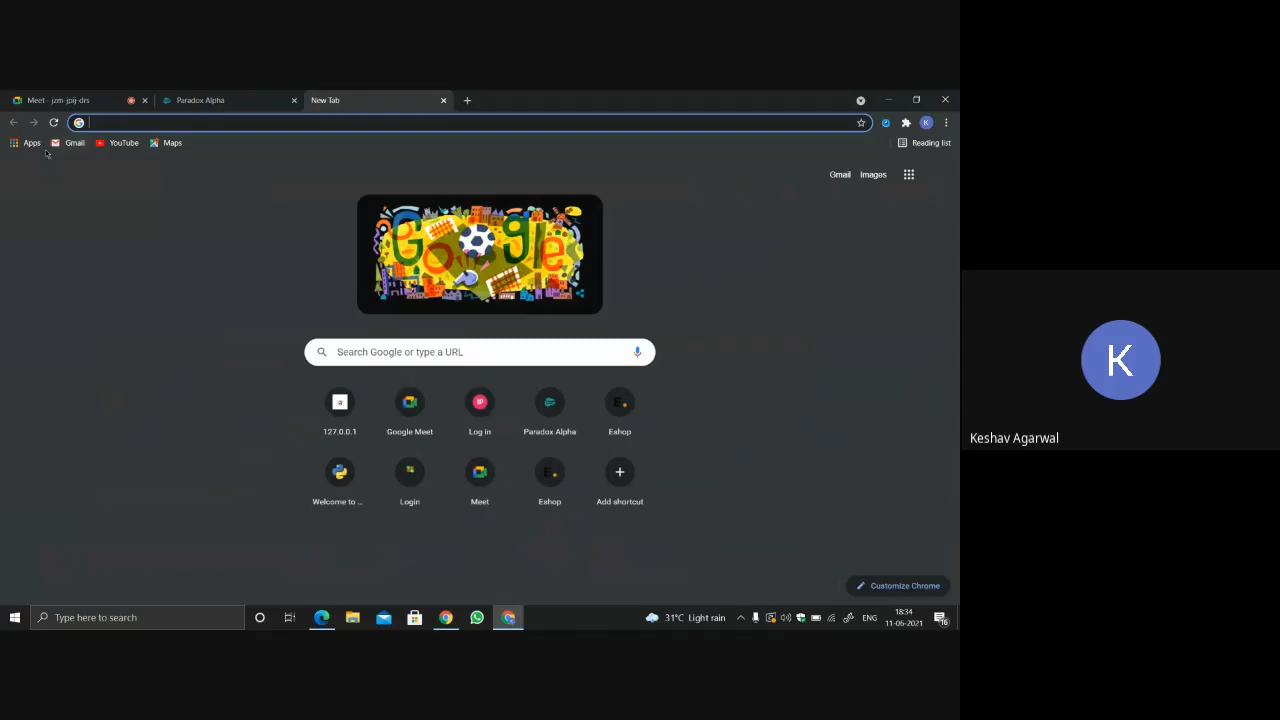 Meet - jzm-jpij-drs
Paradox Alpha
New Tab
Apps
Gmail
YouTube
Maps
Reading list
Gmail
Images
Google
Search Google or type a URL
127.0.0.1
Google Meet
Log in
Paradox Alpha
Eshop
Welcome to ...
Login
Meet
Eshop
Add shortcut
Customize Chrome
Type here to search
31°C Light rain
ENG
18:34
11-06-2021
16
K
Keshav Agarwal